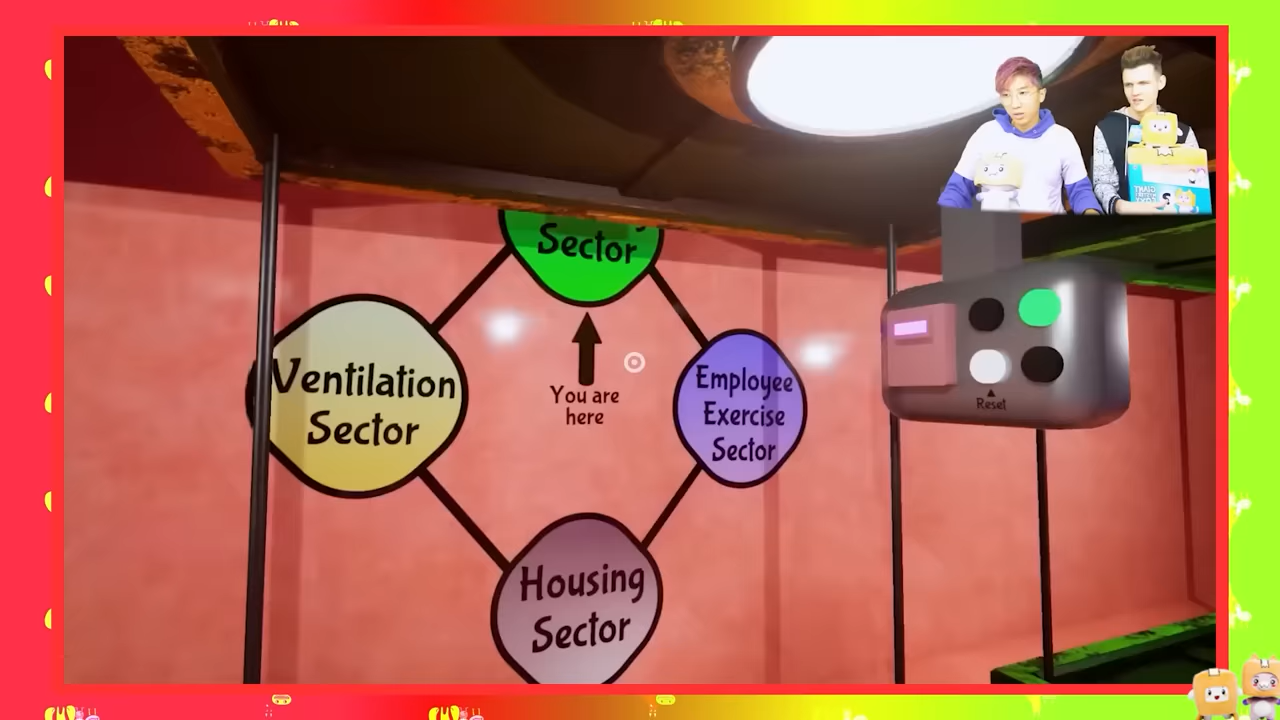 Sector
Ventilation
Sector
You are
here
Employee
Exercise
Sector
Reset
Housing
Sector